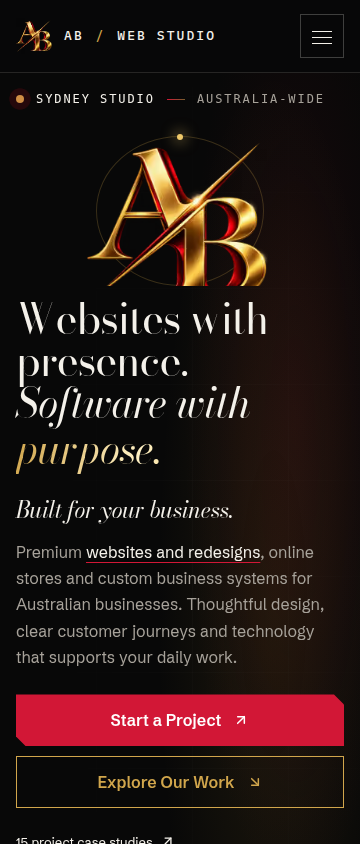 AB AB / WEB STUDIO
SYDNEY STUDIO — AUSTRALIA-WIDE
AB
Websites with
presence.
Software with
purpose.
Built for your business.
Premium websites and redesigns, online
stores and custom business systems for
Australian businesses. Thoughtful design,
clear customer journeys and technology
that supports your daily work.
Start a Project ↗
Explore Our Work ↘
15 project case studies ↗